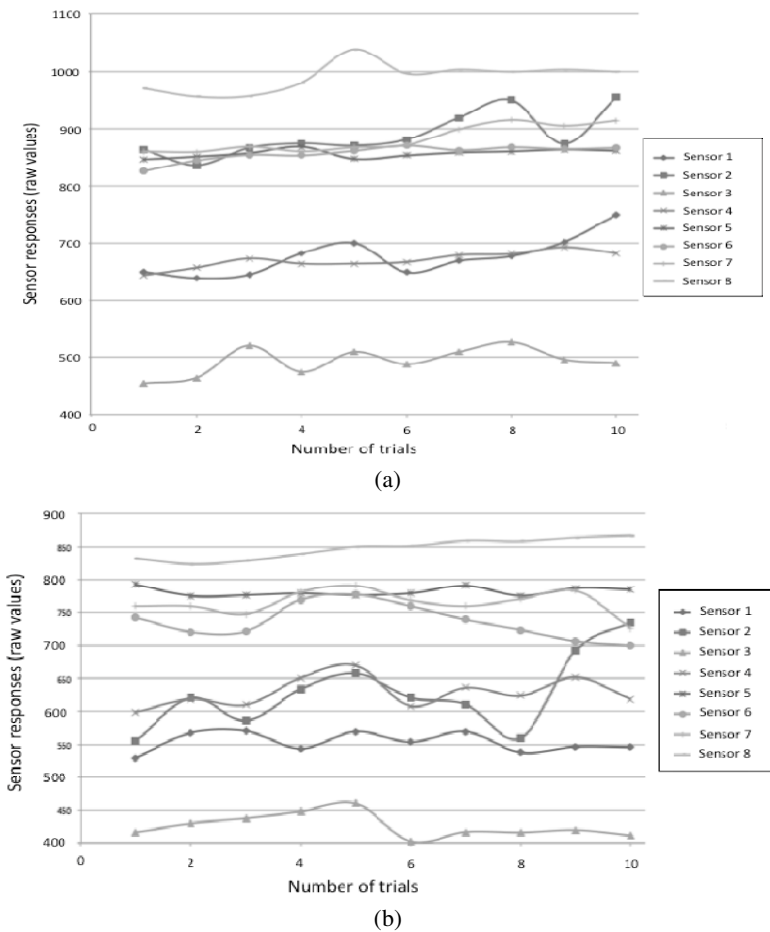 1100
1000
900
800
700
600
500
400
Sensor responses (raw values)
0 2 4 6 8 10
Number of trials
Sensor 1
Sensor 2
Sensor 3
Sensor 4
Sensor 5
Sensor 6
Sensor 7
Sensor 8
(a)
900
850
800
750
700
650
600
550
500
450
400
Sensor responses (raw values)
0 2 4 6 8 10
Number of trials
Sensor 1
Sensor 2
Sensor 3
Sensor 4
Sensor 5
Sensor 6
Sensor 7
Sensor 8
(b)